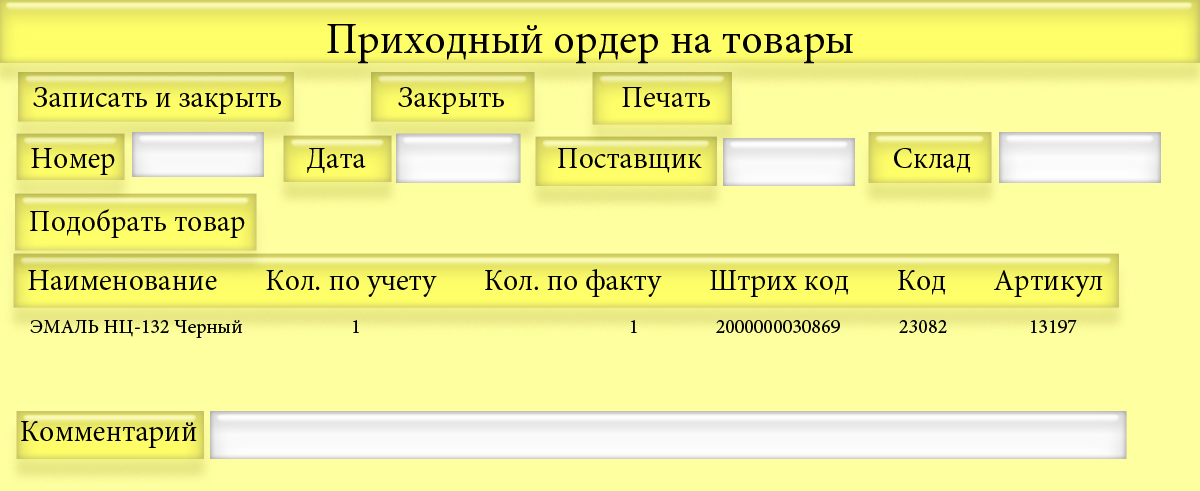 Приходный ордер на товары
Записать и закрыть Закрыть Печать
Номер Дата Поставщик Склад
Подобрать товар
Наименование Кол. по учету Кол. по факту Штрих код Код Артикул
ЭМАЛЬ НЦ-132 Черный 1 1 2000000030869 23082 13197
Комментарий